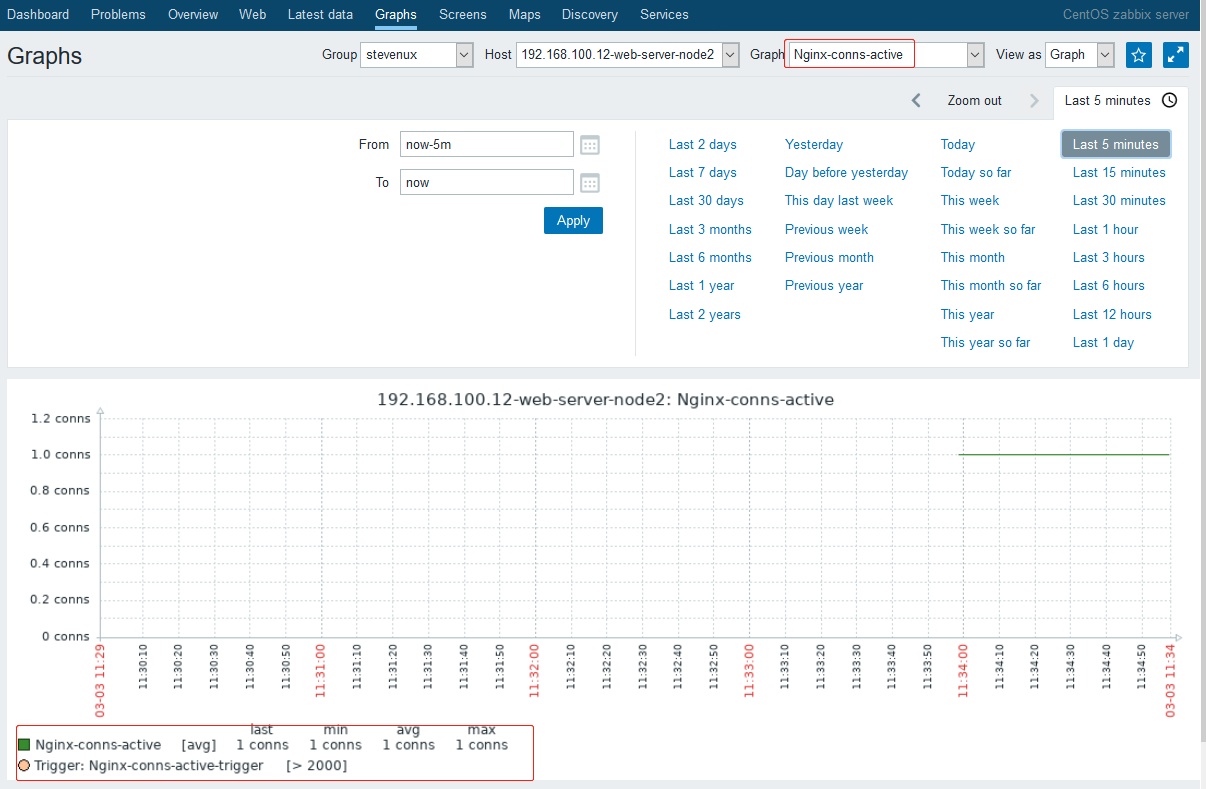 Dashboard Problems Overview Web Latest data Graphs Screens Maps Discovery Services CentOS zabbix server
Graphs Group stevenux Host 192.168.100.12-web-server-node2 Graph Nginx-conns-active View as Graph
Zoom out Last 5 minutes
From now-5m Last 2 days Yesterday Today Last 5 minutes
Last 7 days Day before yesterday Today so far Last 15 minutes
To now
Last 30 days This day last week This week Last 30 minutes
Apply Last 3 months Previous week This week so far Last 1 hour
Last 6 months Previous month This month Last 3 hours
Last 1 year Previous year This month so far Last 6 hours
Last 2 years This year Last 12 hours
This year so far Last 1 day
192.168.100.12-web-server-node2: Nginx-conns-active
1.2 conns
1.0 conns
0.8 conns
0.6 conns
0.4 conns
0.2 conns
0 conns
03-03 11:29 11:30:10 11:30:20 11:30:30 11:30:40 11:30:50 11:31:00 11:31:10 11:31:20 11:31:30 11:31:40 11:31:50 11:32:00 11:32:10 11:32:20 11:32:30 11:32:40 11:32:50 11:33:00 11:33:10 11:33:20 11:33:30 11:33:40 11:33:50 11:34:00 11:34:10 11:34:20 11:34:30 11:34:40 11:34:50 03-03 11:34
last min avg max
Nginx-conns-active [avg] 1 conns 1 conns 1 conns 1 conns
Trigger: Nginx-conns-active-trigger [> 2000]